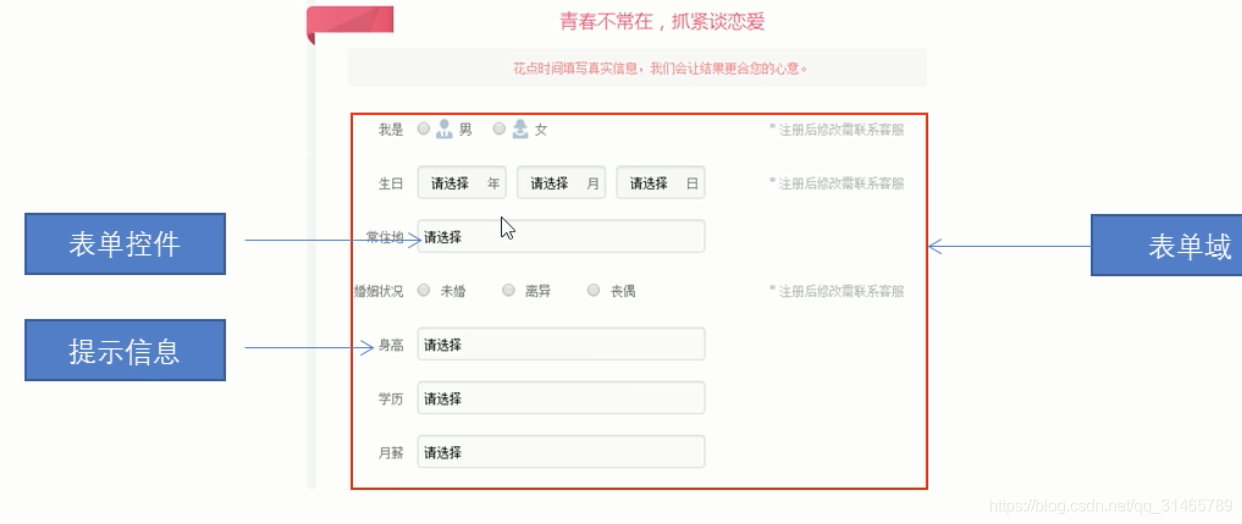 青春不常在，抓紧谈恋爱
花点时间填写真实信息，我们会让结果更合您的心意。
我是 男 女 * 注册后修改需联系客服
生日 请选择 年 请选择 月 请选择 日 * 注册后修改需联系客服
表单控件
常住地 请选择
表单域
婚姻状况 未婚 离异 丧偶 * 注册后修改需联系客服
提示信息
身高 请选择
学历 请选择
月薪 请选择
https://blog.csdn.net/qq_31465789